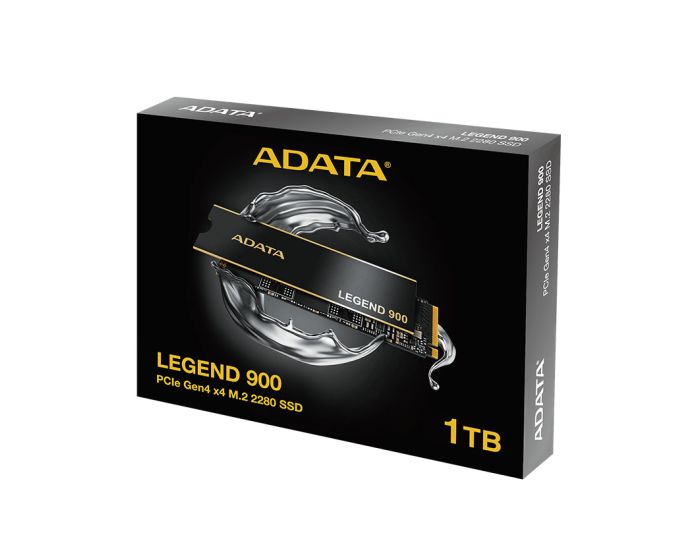 ADATA
LEGEND 900
PCIe Gen4 x4 M.2 2280 SSD
ADATA®
ADATA
LEGEND 900
LEGEND 900
PCIe Gen4 x4 M.2 2280 SSD
1TB
LEGEND 900
PCIe Gen4 x4 M.2 2280 SSD
ADATA